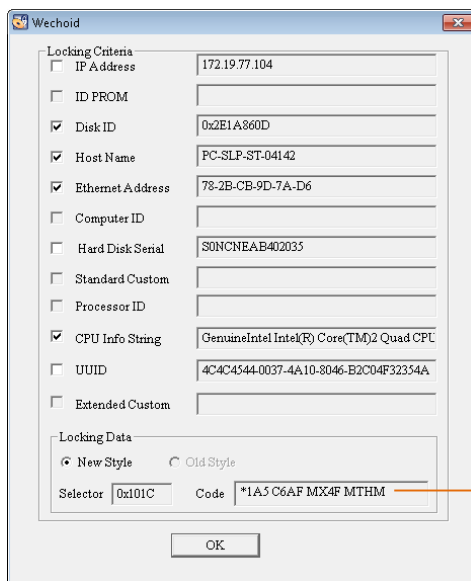 Wechoid
Locking Criteria
IP Address 172.19.77.104
ID PROM
Disk ID 0x2E1A860D
Host Name PC-SLP-ST-04142
Ethernet Address 78-2B-CB-9D-7A-D6
Computer ID
Hard Disk Serial S0NCNEAB402035
Standard Custom
Processor ID
CPU Info String GenuineIntel Intel(R) Core(TM)2 Quad CPU
UUID 4C4C4544-0037-4A10-8046-B2C04F32354A
Extended Custom
Locking Data
New Style Old Style
Selector 0x101C Code *1A5 C6AF MX4F MTHM
OK